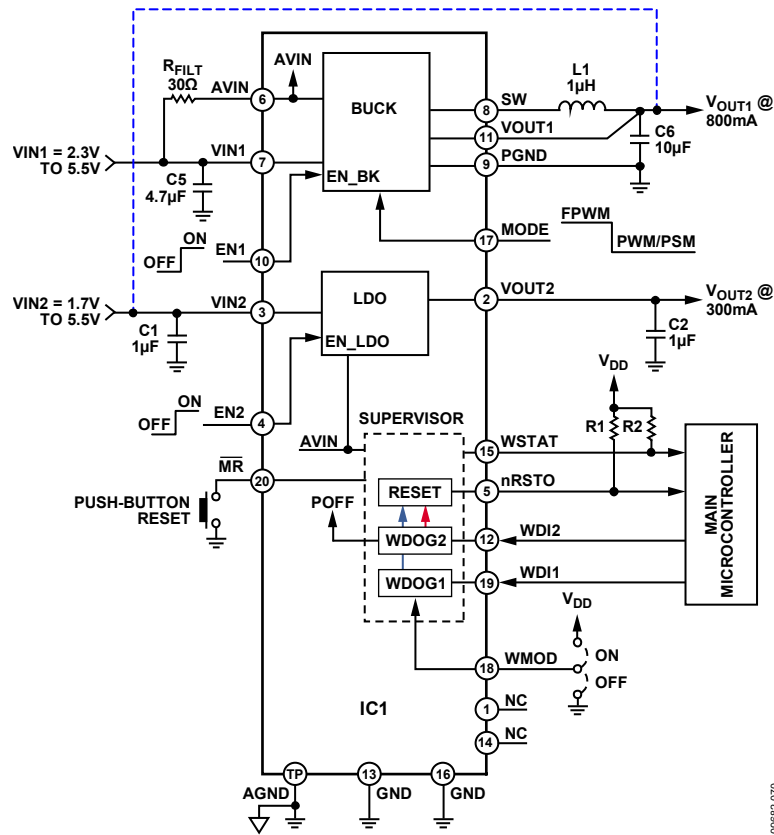 RFILT
30Ω
AVIN
6
AVIN
BUCK
L1
1µH
SW
8
VOUT1
11
PGND
9
VOUT1 @
800mA
C6
10µF
VIN1 = 2.3V
TO 5.5V
VIN1
7
C5
4.7µF
EN_BK
MODE
17
FPWM
PWM/PSM
ON
OFF
EN1
10
VIN2 = 1.7V
TO 5.5V
VIN2
3
C1
1µF
LDO
EN_LDO
VOUT2
2
VOUT2 @
300mA
C2
1µF
ON
OFF
EN2
4
AVIN
SUPERVISOR
VDD
R1
R2
WSTAT
15
MR
20
PUSH-BUTTON
RESET
POFF
RESET
nRSTO
5
WDOG2
WDI2
12
WDOG1
WDI1
19
MAIN
MICROCONTROLLER
VDD
ON
OFF
WMOD
18
IC1
NC
1
NC
14
TP
AGND
13
GND
16
GND
09682-079